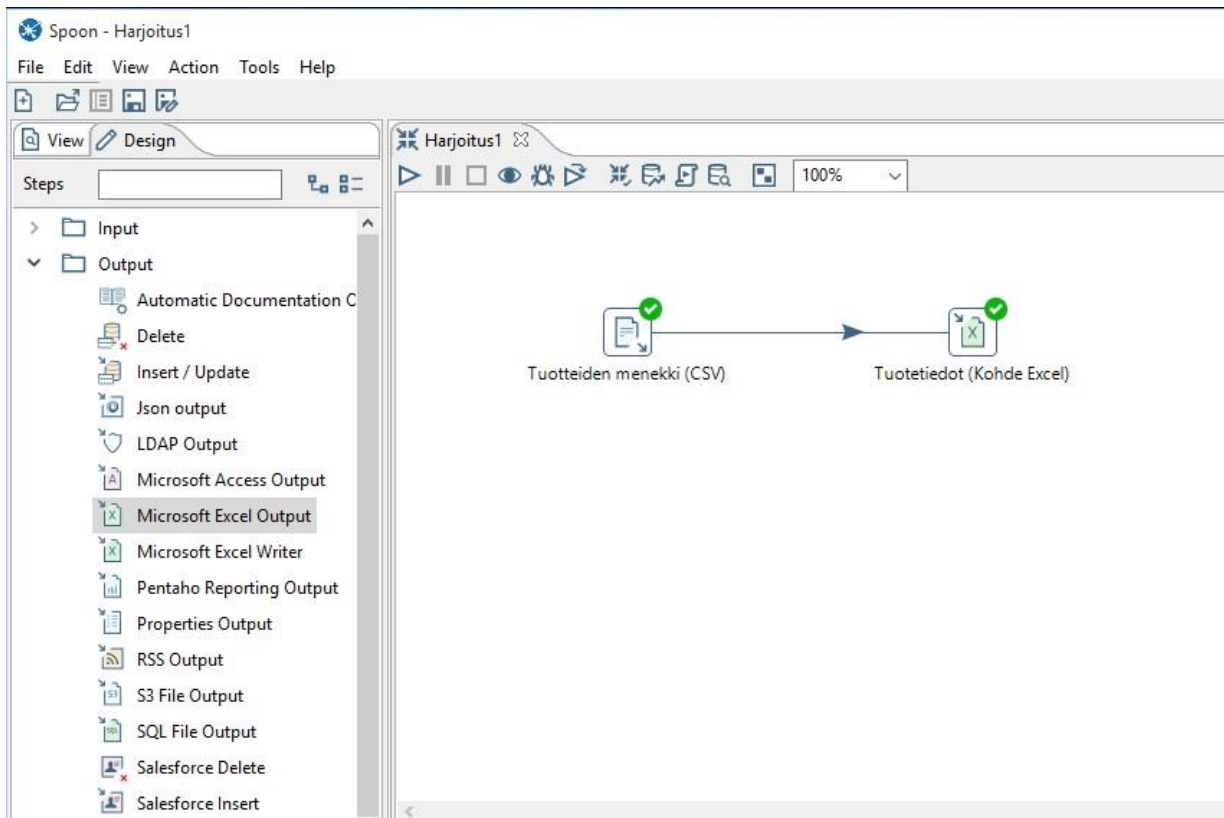 Spoon - Harjoitus1
File Edit View Action Tools Help
View Design
Harjoitus1
Steps
100%
Input
Output
Automatic Documentation C
Delete
Insert / Update
Json output
LDAP Output
Microsoft Access Output
Microsoft Excel Output
Microsoft Excel Writer
Pentaho Reporting Output
Properties Output
RSS Output
S3 File Output
SQL File Output
Salesforce Delete
Salesforce Insert
Tuotteiden menekki (CSV)
Tuotetiedot (Kohde Excel)